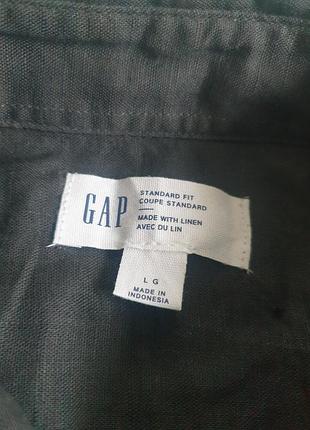 GAP
STANDARD FIT
COUPE STANDARD
MADE WITH LINEN
AVEC DU LIN
L G
MADE IN
INDONESIA